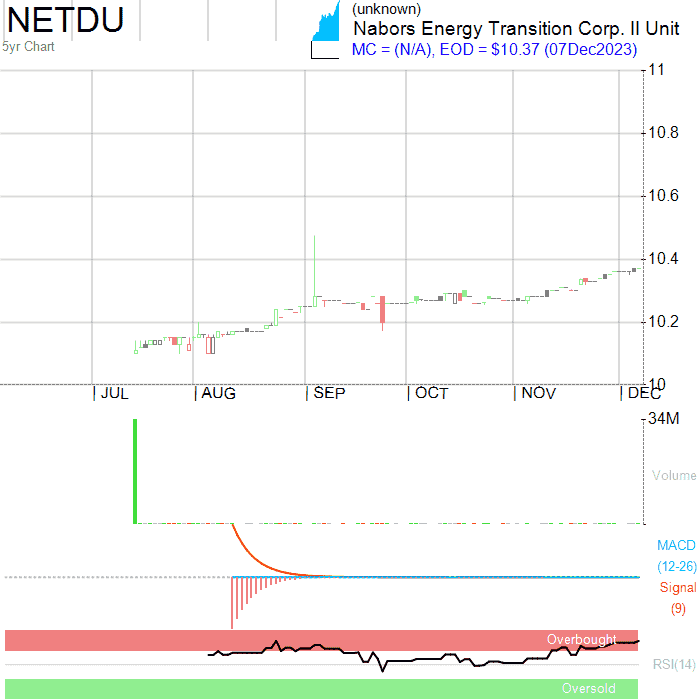 NETDU
5yr Chart
(unknown)
Nabors Energy Transition Corp. II Unit
MC = (N/A), EOD = $10.37 (07Dec2023)
11
10.8
10.6
10.4
10.2
10
JUL
AUG
SEP
OCT
NOV
DEC
34M
Volume
MACD
(12-26)
Signal
(9)
Overbought
RSI(14)
Oversold